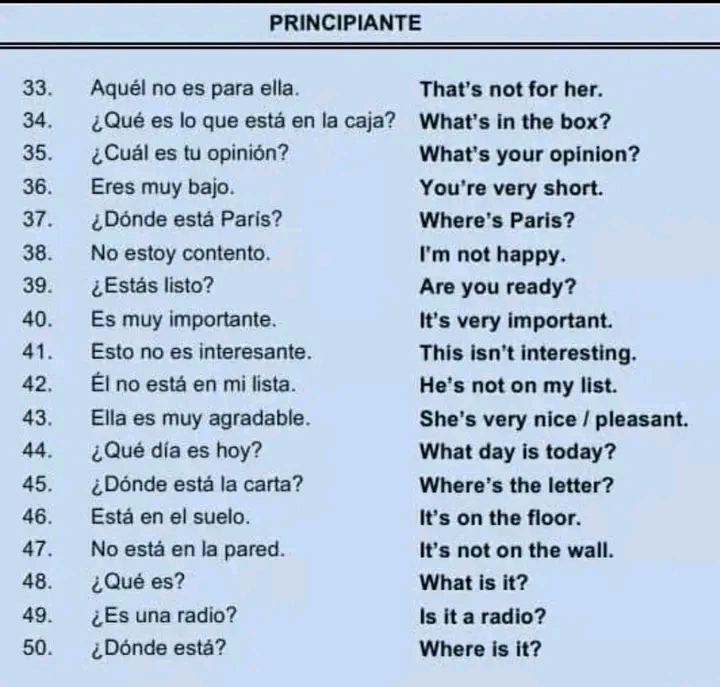 PRINCIPIANTE
33. Aquél no es para ella. That's not for her.
34. ¿Qué es lo que está en la caja? What's in the box?
35. ¿Cuál es tu opinión? What's your opinion?
36. Eres muy bajo. You're very short.
37. ¿Dónde está París? Where's Paris?
38. No estoy contento. I'm not happy.
39. ¿Estás listo? Are you ready?
40. Es muy importante. It's very important.
41. Esto no es interesante. This isn't interesting.
42. Él no está en mi lista. He's not on my list.
43. Ella es muy agradable. She's very nice / pleasant.
44. ¿Qué día es hoy? What day is today?
45. ¿Dónde está la carta? Where's the letter?
46. Está en el suelo. It's on the floor.
47. No está en la pared. It's not on the wall.
48. ¿Qué es? What is it?
49. ¿Es una radio? Is it a radio?
50. ¿Dónde está? Where is it?